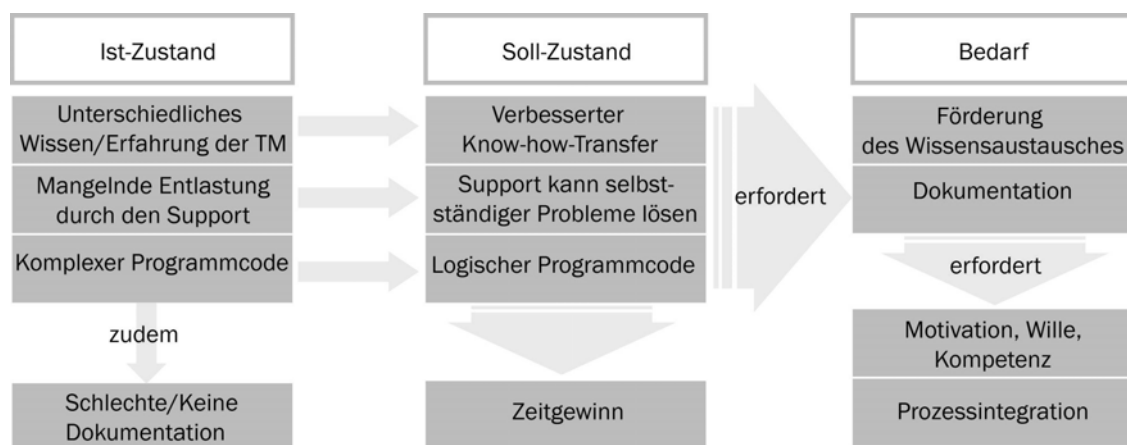 Ist-Zustand
Unterschiedliches
Wissen/Erfahrung der TM
Mangelnde Entlastung
durch den Support
Komplexer Programmcode
zudem
Schlechte/Keine
Dokumentation
Soll-Zustand
Verbesserter
Know-how-Transfer
Support kann selbst-
ständiger Probleme lösen
Logischer Programmcode
Zeitgewinn
erfordert
Bedarf
Förderung
des Wissensaustausches
Dokumentation
erfordert
Motivation, Wille,
Kompetenz
Prozessintegration